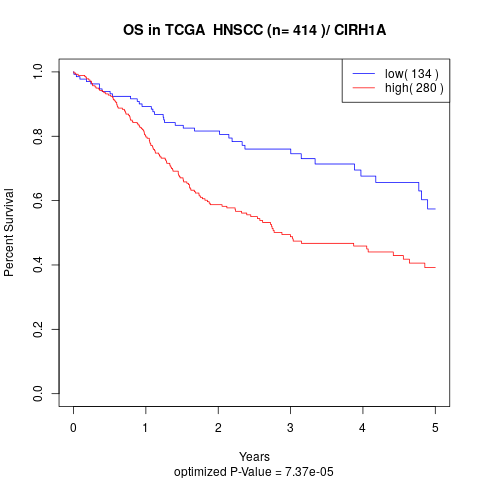 OS in TCGA  HNSCC (n= 414 )/ CIRH1A
low( 134 )
high( 280 )
Percent Survival
1.0
0.8
0.6
0.4
0.2
0.0
0 1 2 3 4 5
Years
optimized P-Value = 7.37e-05